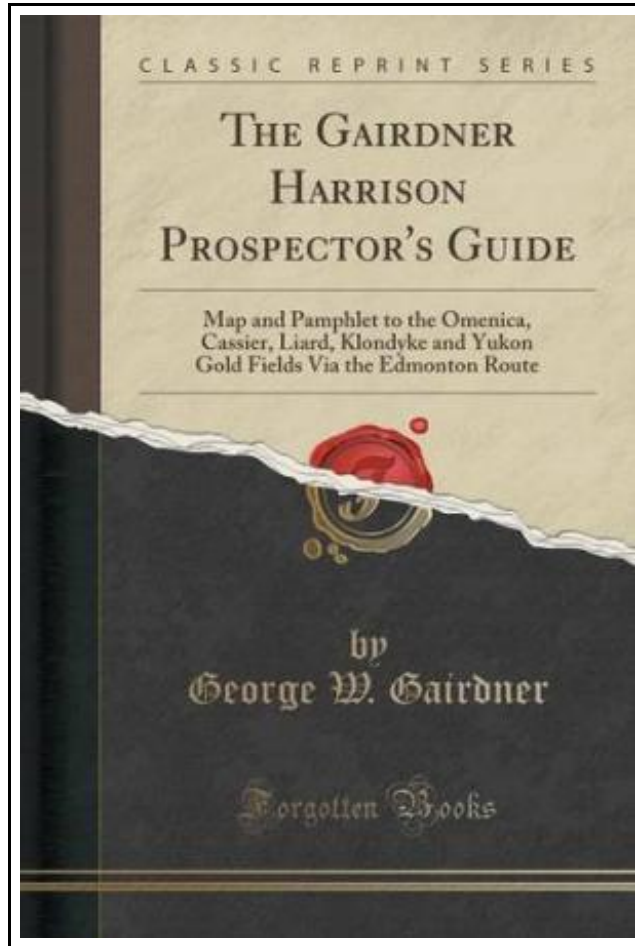 CLASSIC REPRINT SERIES
THE GAIRDNER
HARRISON
PROSPECTOR'S GUIDE
Map and Pamphlet to the Omenica,
Cassier, Liard, Klondyke and Yukon
Gold Fields Via the Edmonton Route
by
George W. Gairdner
Forgotten Books